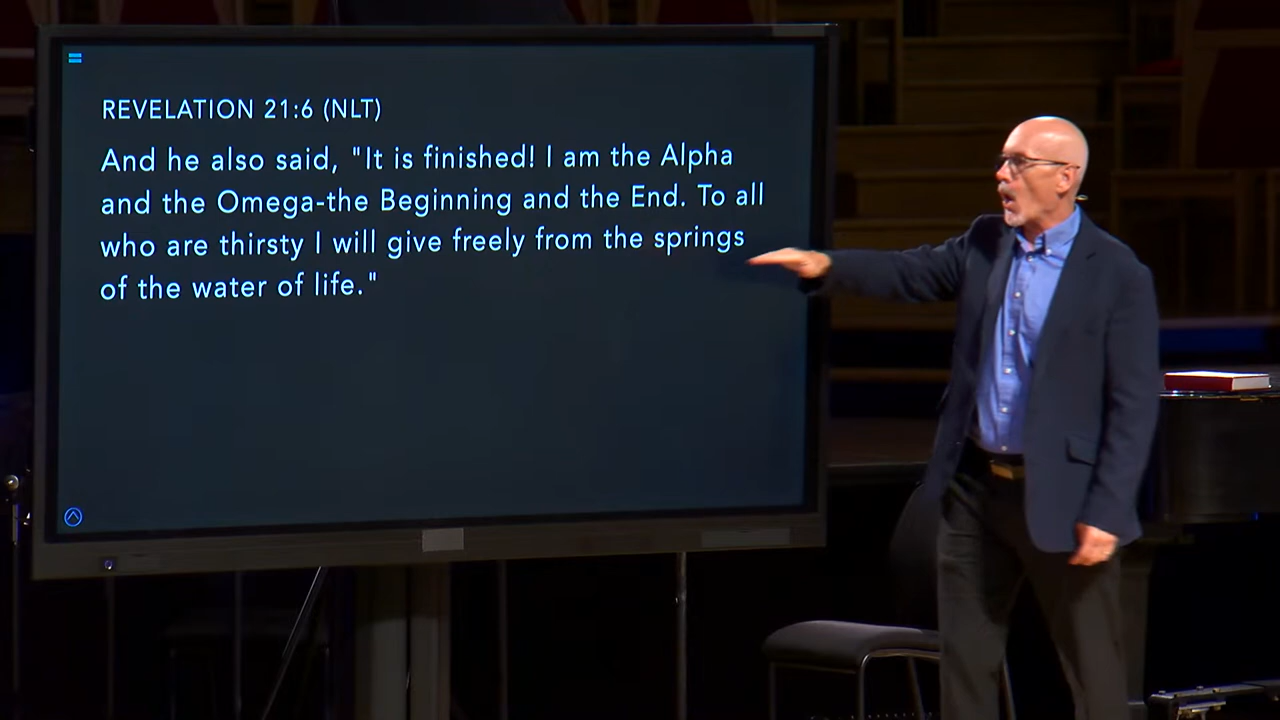 REVELATION 21:6 (NLT)
And he also said, "It is finished! I am the Alpha
and the Omega-the Beginning and the End. To all
who are thirsty I will give freely from the springs
of the water of life."